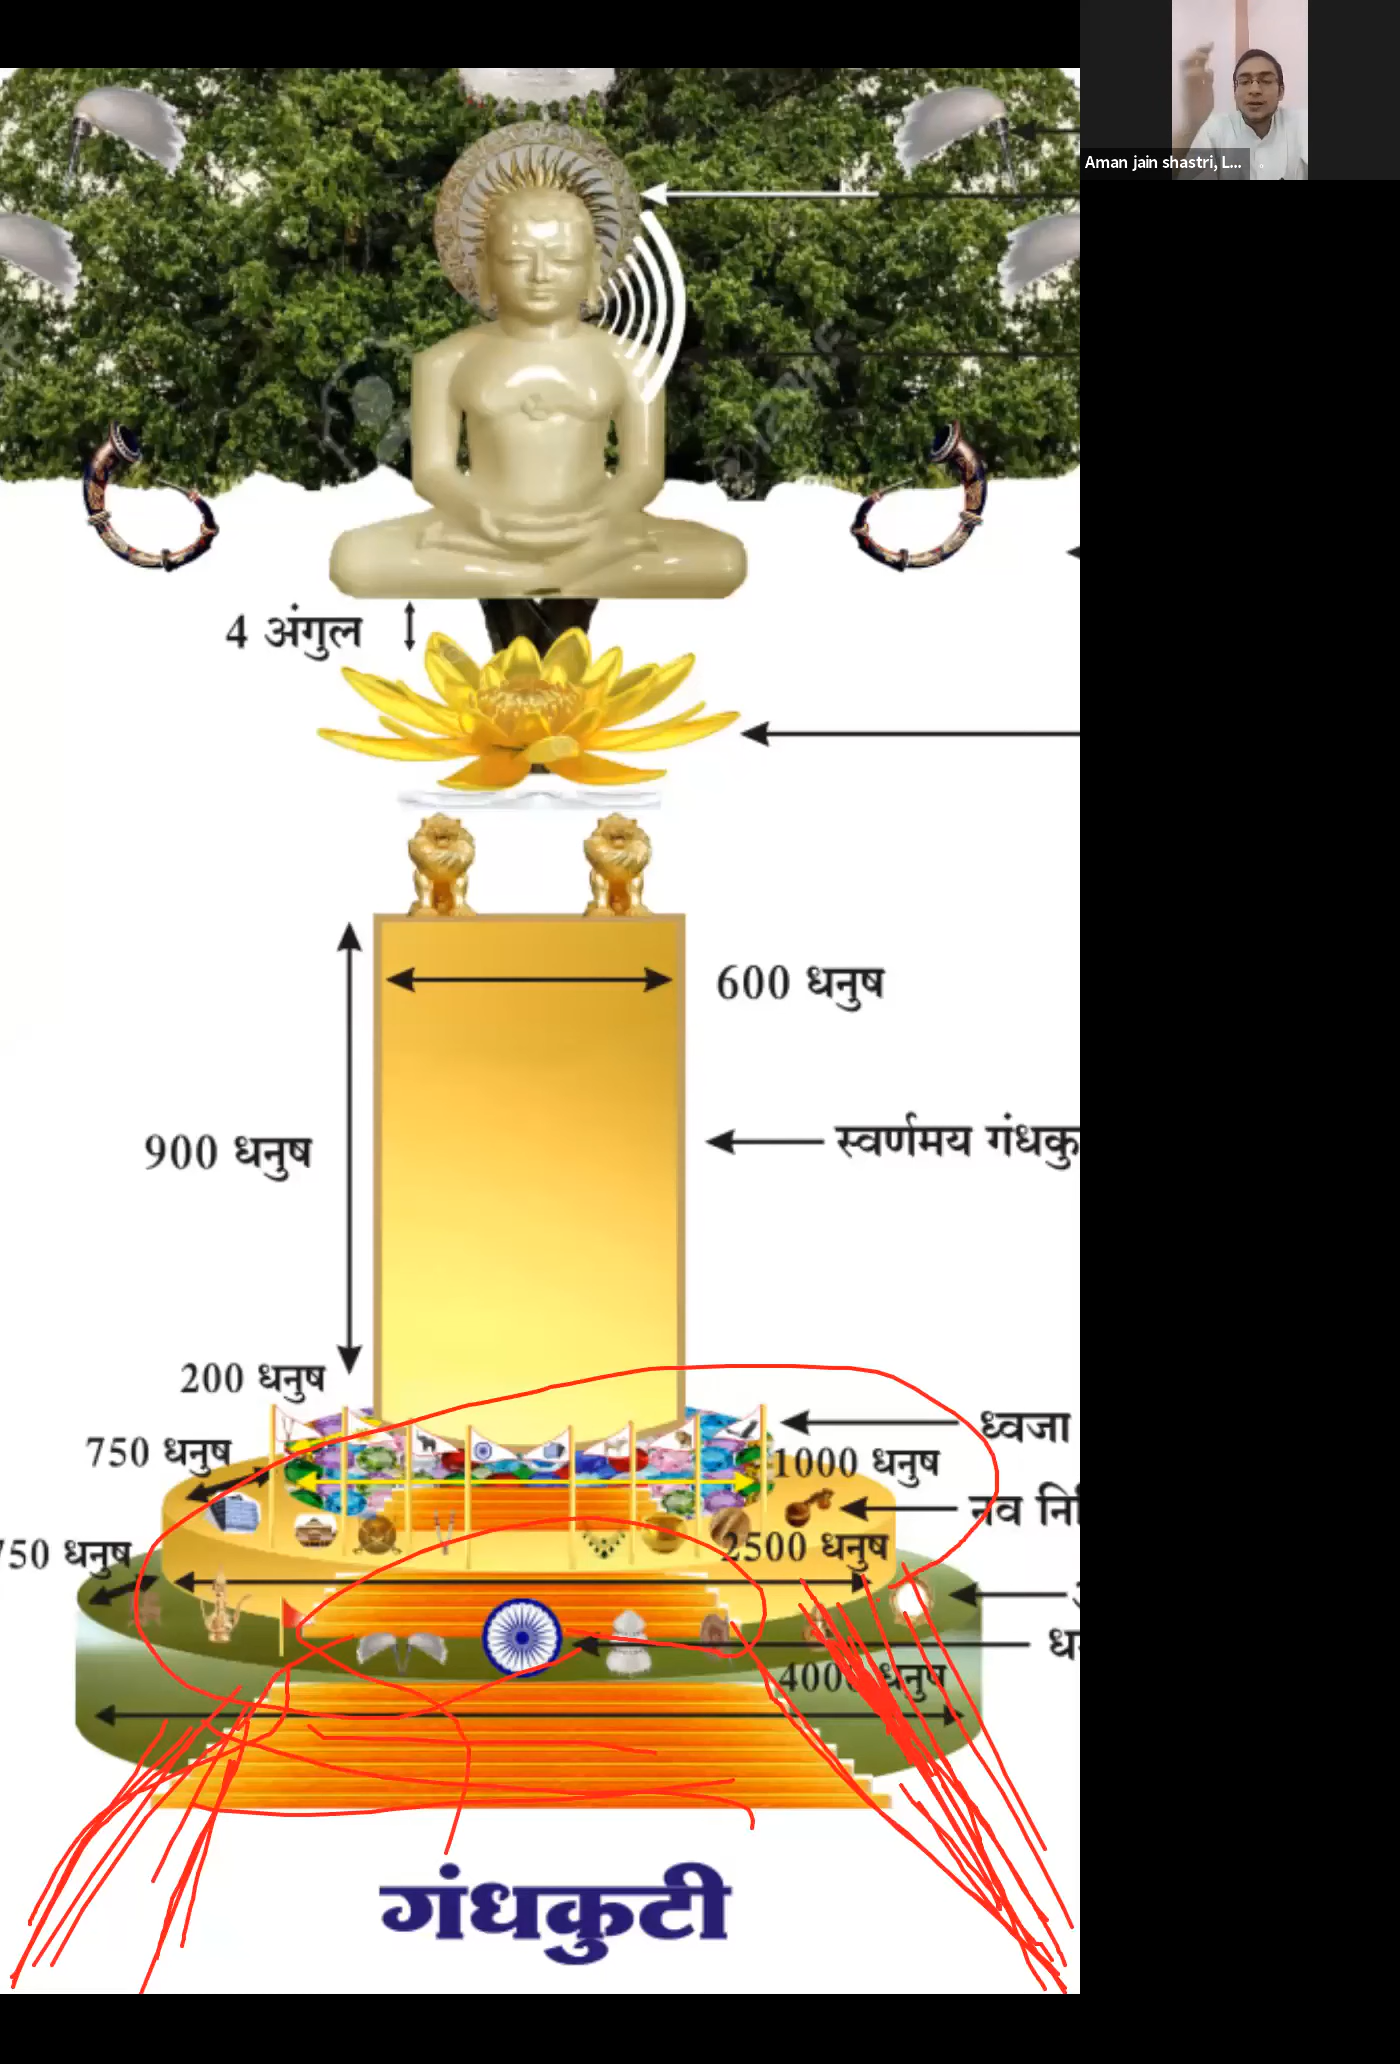 Aman jain shastri, L...
4 अंगुल
600 धनुष
900 धनुष
स्वर्णमय गंधकु
200 धनुष
ध्वजा
750 धनुष
1000 धनुष
नव नि
2500 धनुष
750 धनुष
4000 धनुष
गंधकुटी